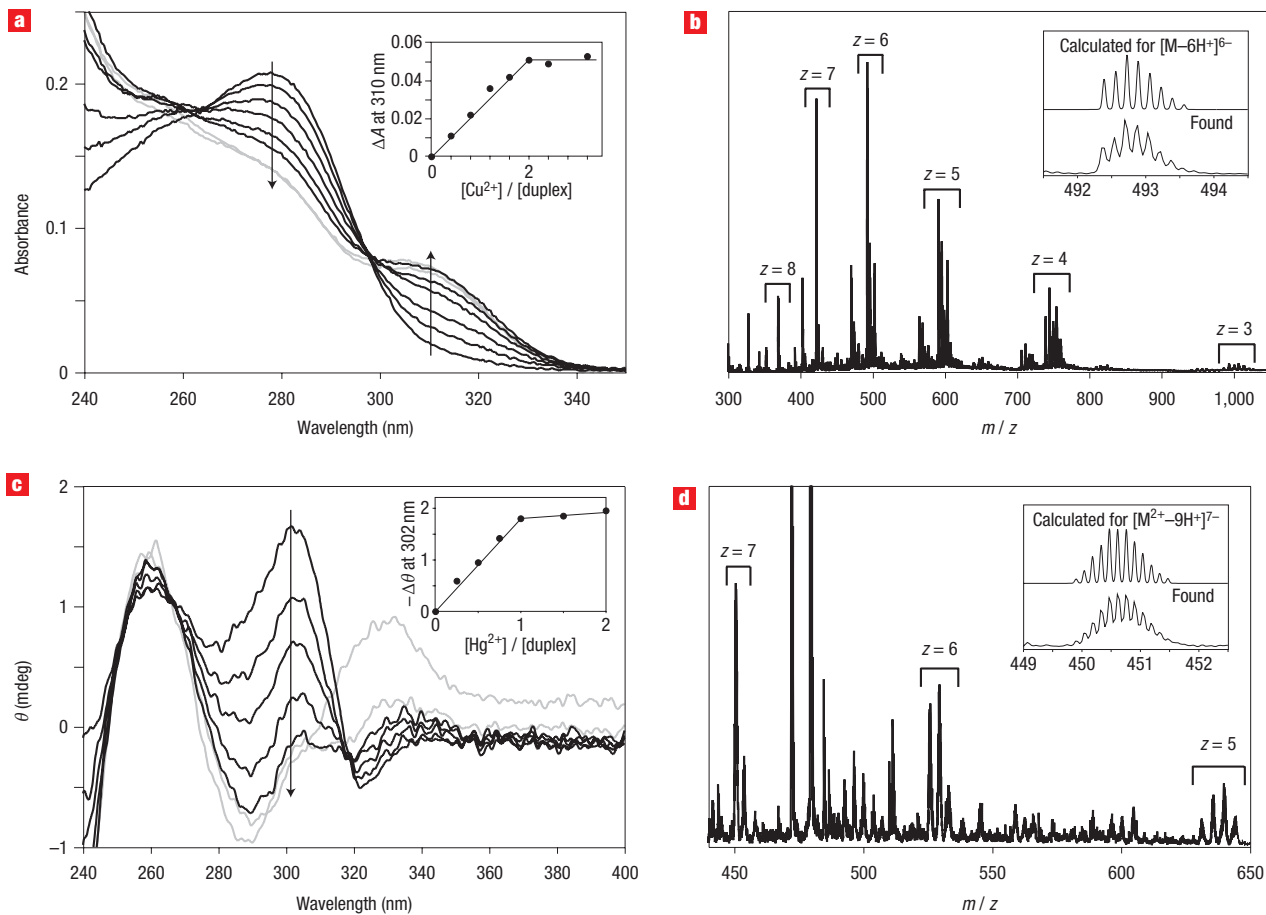 a
0.2
0.1
0
Absorbance
240
260
280
300
320
340
Wavelength (nm)
0.06
0.04
0.02
0
ΔA at 310 nm
0
2
[Cu²⁺] / [duplex]
b
z = 8
z = 7
z = 6
z = 5
z = 4
z = 3
300
400
500
600
700
800
900
1,000
m / z
Calculated for [M–6H⁺]⁶⁻
Found
492
493
494
c
2
1
0
–1
θ (mdeg)
240
260
280
300
320
340
360
380
400
Wavelength (nm)
2
1
0
–Δθ at 302 nm
0
1
2
[Hg²⁺] / [duplex]
d
z = 7
z = 6
z = 5
450
500
550
600
650
m / z
Calculated for [M²⁺–9H⁺]⁷⁻
Found
449
450
451
452